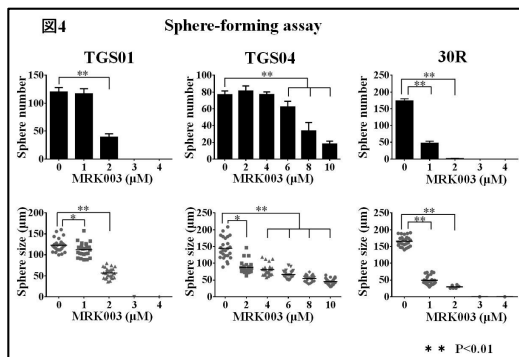 図4 Sphere-forming assay
TGS01 TGS04 30R
Sphere number
150
100
50
0
**
0 1 2 3 4
MRK003 (μM)
Sphere number
100
80
60
40
20
0
**
0 2 4 6 8 10
MRK003 (μM)
Sphere number
250
200
150
100
50
0
**
**
0 1 2 3 4
MRK003 (μM)
Sphere size (μm)
200
150
100
50
0
**
*
0 1 2 3 4
MRK003 (μM)
Sphere size (μm)
250
200
150
100
50
0
**
*
0 2 4 6 8 10
MRK003 (μM)
Sphere size (μm)
250
200
150
100
50
0
**
**
0 1 2 3 4
MRK003 (μM)
** P<0.01